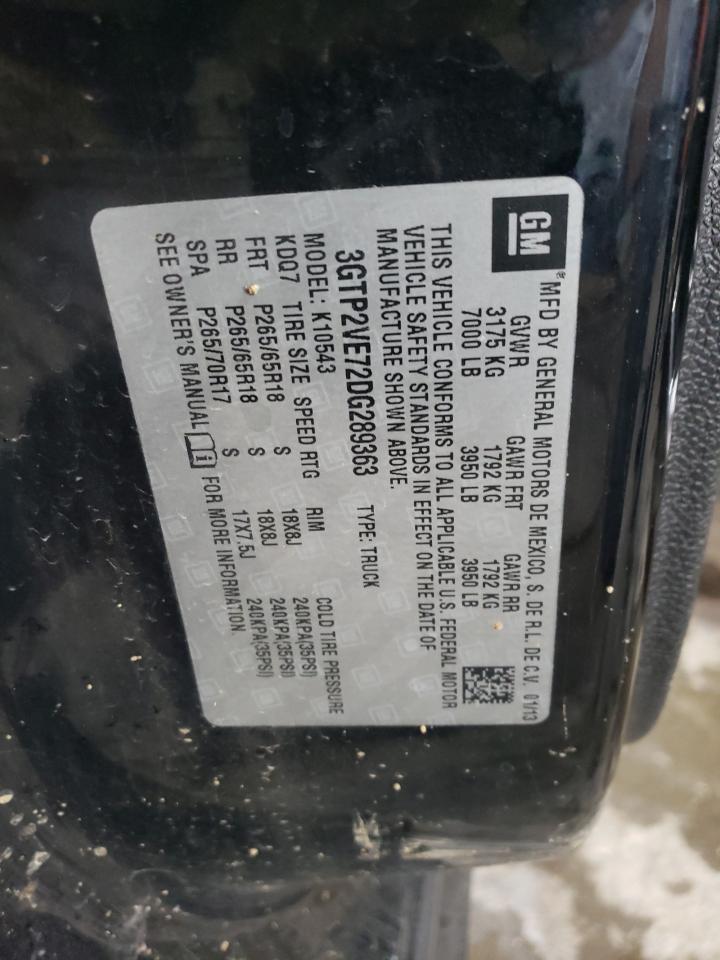 GM
® MFD BY GENERAL MOTORS DE MEXICO, S. DE R.L. DE C.V. 01/13
GVWR GAWR FRT GAWR RR
3175 KG 1792 KG 1792 KG
7000 LB 3950 LB 3950 LB
THIS VEHICLE CONFORMS TO ALL APPLICABLE U.S. FEDERAL MOTOR
VEHICLE SAFETY STANDARDS IN EFFECT ON THE DATE OF
MANUFACTURE SHOWN ABOVE.
3GTP2VE72DG289363 TYPE: TRUCK
MODEL: K10543
KDQ7 TIRE SIZE SPEED RTG RIM COLD TIRE PRESSURE
FRT P265/65R18 S 18X8J 240KPA(35PSI)
RR P265/65R18 S 18X8J 240KPA(35PSI)
SPA P265/70R17 S 17X7.5J 240KPA(35PSI)
SEE OWNER'S MANUAL i FOR MORE INFORMATION.